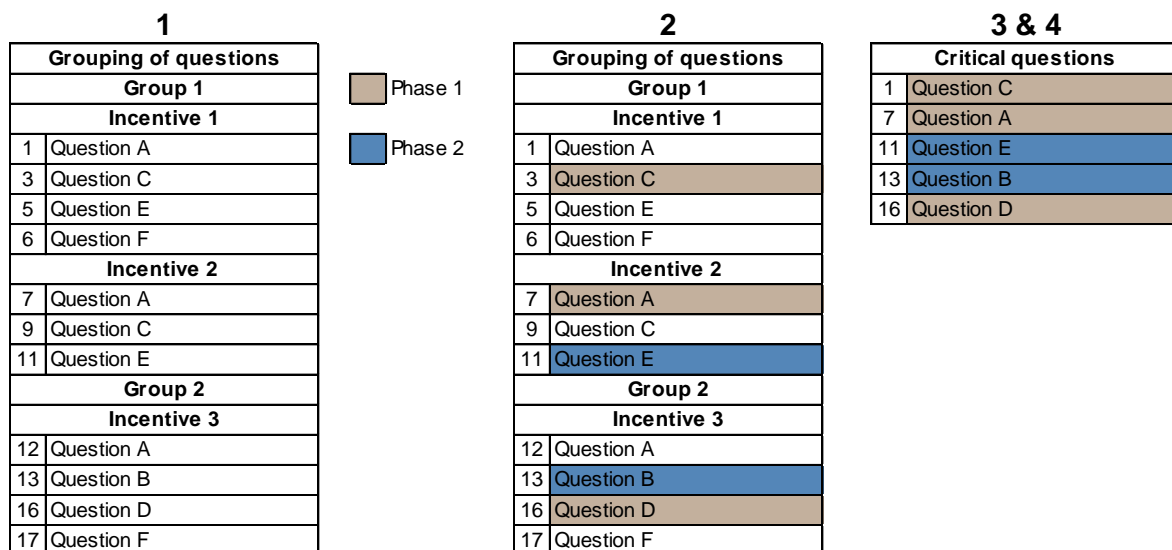 1
Grouping of questions
Group 1
Incentive 1
1 Question A
3 Question C
5 Question E
6 Question F
Incentive 2
7 Question A
9 Question C
11 Question E
Group 2
Incentive 3
12 Question A
13 Question B
16 Question D
17 Question F
Phase 1
Phase 2
2
Grouping of questions
Group 1
Incentive 1
1 Question A
3 Question C
5 Question E
6 Question F
Incentive 2
7 Question A
9 Question C
11 Question E
Group 2
Incentive 3
12 Question A
13 Question B
16 Question D
17 Question F
3 & 4
Critical questions
1 Question C
7 Question A
11 Question E
13 Question B
16 Question D